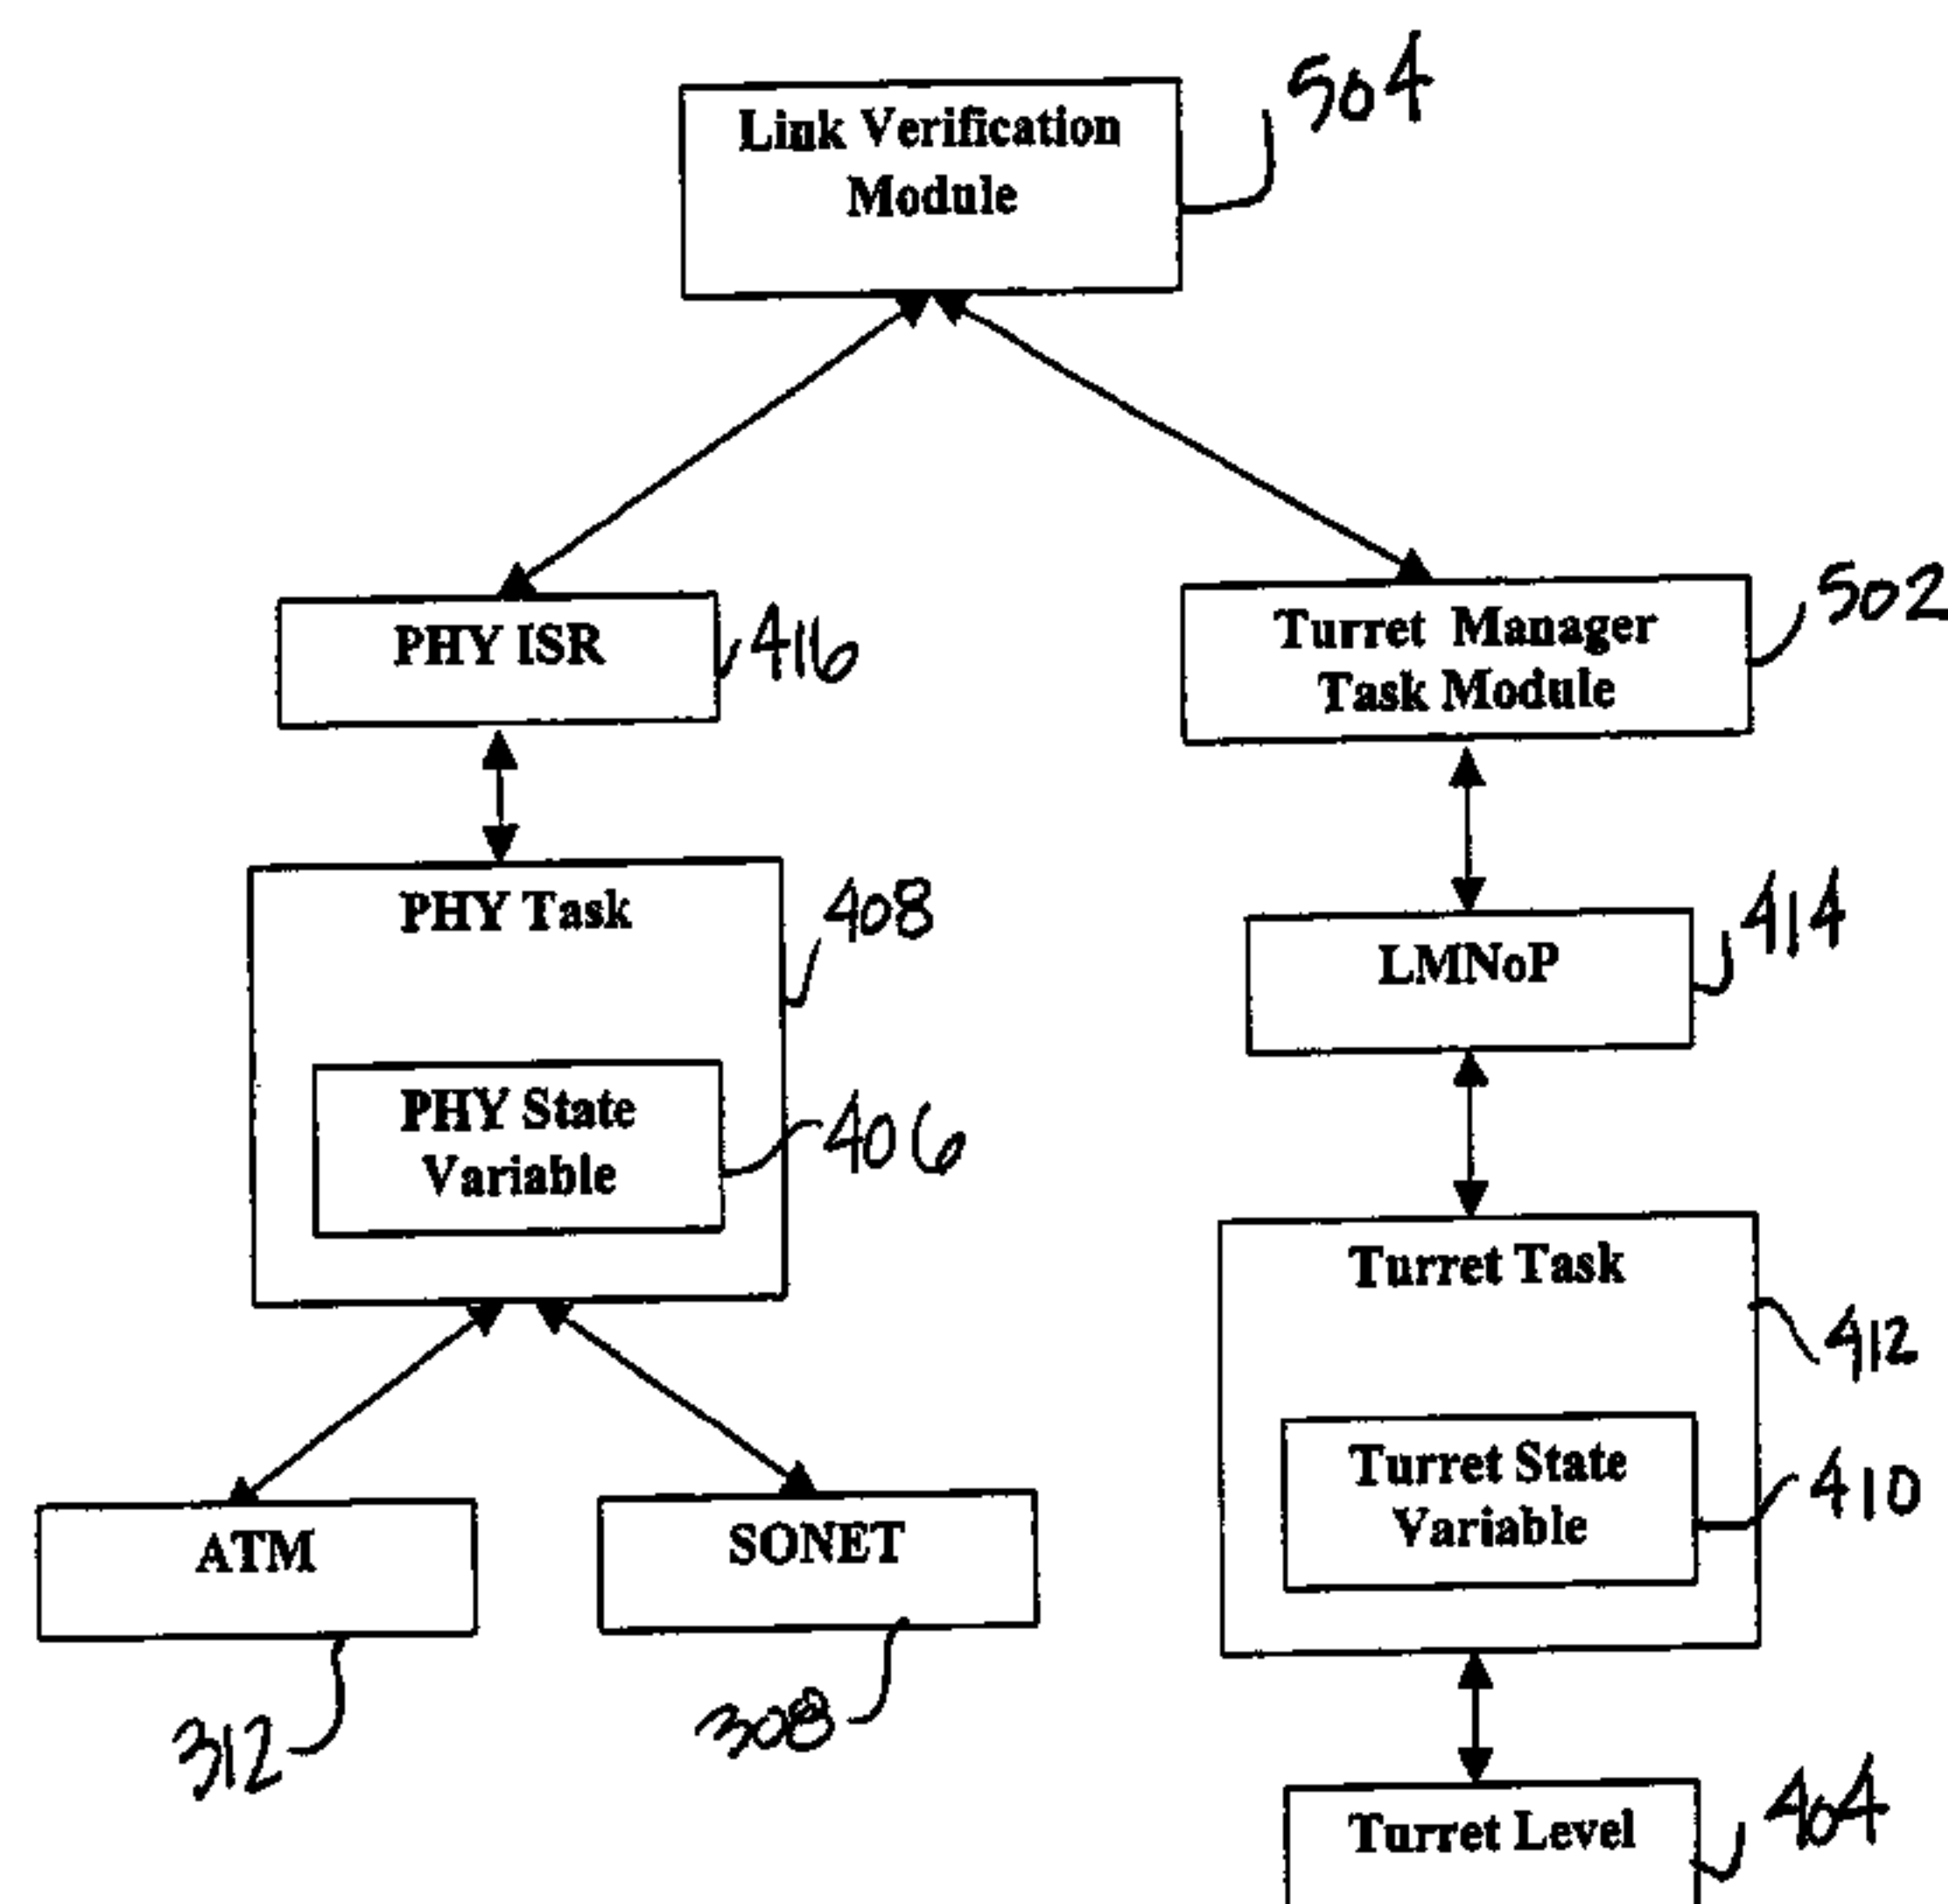 504
Link Verification
Module
PHY ISR
416
Turret Manager
Task Module
502
PHY Task
408
LMNoP
414
PHY State
Variable
406
Turret Task
412
Turret State
Variable
410
ATM
SONET
312
308
Turret Level
404